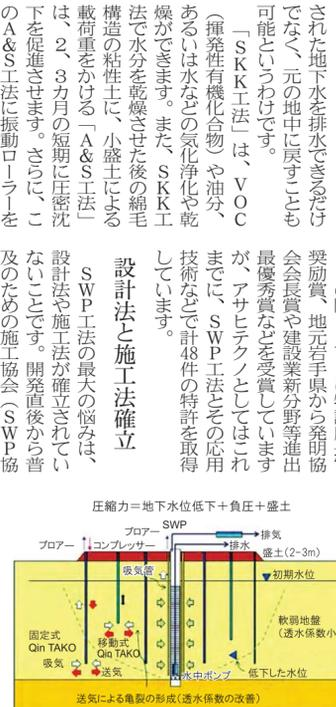 された地下水を排水できるだけ
でなく、元の地中に戻すことも
可能というわけです。
「SKK工法」は、VOC
（揮発性有機化合物）や油分、
あるいは水などの気化浄化や乾
燥ができます。また、SKK工
法で水分を乾燥させた後の綿毛
構造の粘性土に、小盛土による
載荷重をかける「A&S工法」
は、2、3カ月の短期に圧密沈
下を促進させます。さらに、こ
のA&S工法に振動ローラーを
奨励賞、地元岩手県から発明協
会会長賞や建設業新分野等進出
最優秀賞などを受賞しています
が、アサヒテクノとしてはこれ
までに、SWP工法とその応用
技術などで計48件の特許を取得
しています。
設計法と施工法確立
SWP工法の最大の悩みは、
設計法や施工法が確立されてい
ないことです。開発直後から普
及のための施工協会（SWP協
圧縮力＝地下水位低下＋負圧＋盛土
ブロアー SWP
ブロアー コンプレッサー
排気
排水
盛土(2-3m)
吸気管
初期水位
固定式
Qin TAKO
移動式
Qin TAKO
軟弱地盤
(透水係数小
吸気
送気
水中ポンプ
低下した水位
送気による亀裂の形成(透水係数の改善)